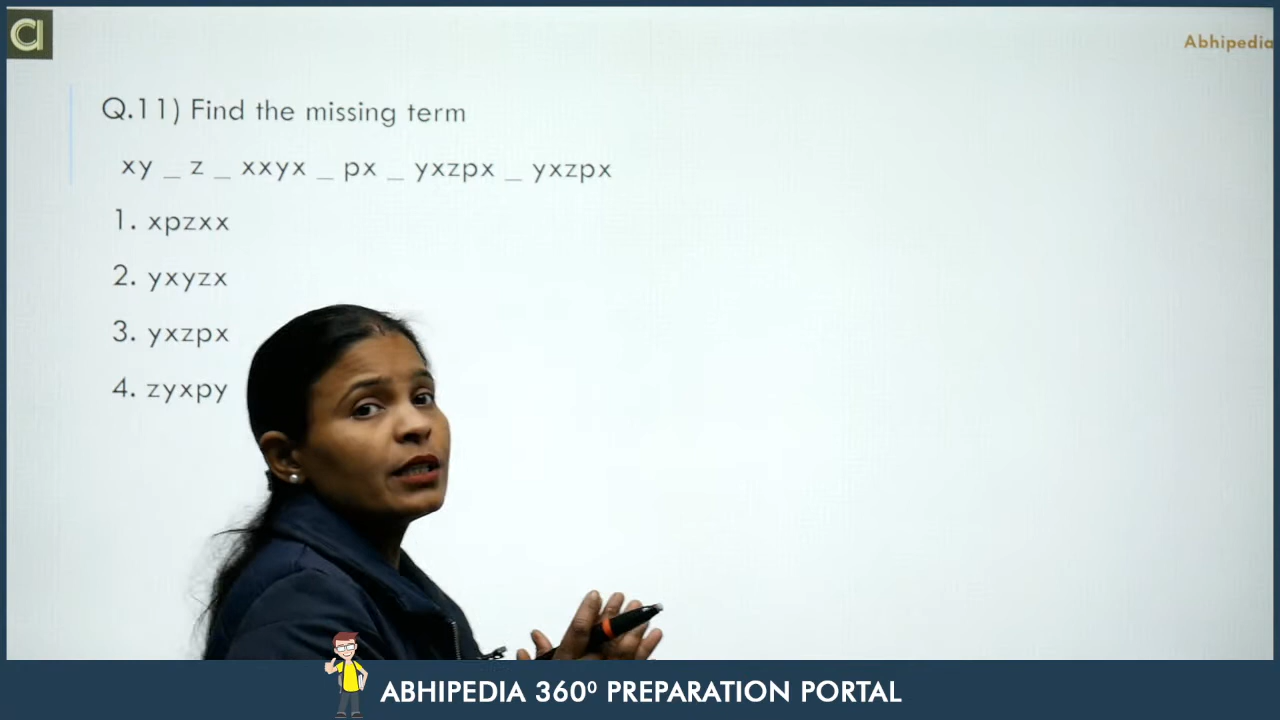 Abhipedia
Q.11) Find the missing term
xy _ z _ xxyx _ px _ yxzpx _ yxzpx
1. xpzxx
2. yxyzx
3. yxzpx
4. zyxpy
ABHIPEDIA 360⁰ PREPARATION PORTAL